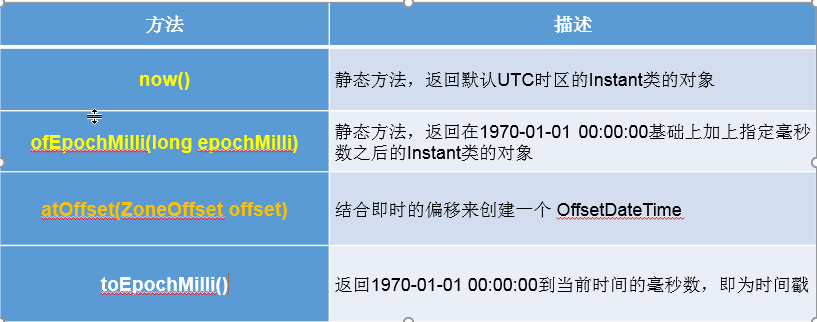 方法 描述
now() 静态方法，返回默认UTC时区的Instant类的对象
ofEpochMilli(long epochMilli) 静态方法，返回在1970-01-01 00:00:00基础上加上指定毫秒
数之后的Instant类的对象
atOffset(ZoneOffset offset) 结合即时的偏移来创建一个 OffsetDateTime
toEpochMilli() 返回1970-01-01 00:00:00到当前时间的毫秒数，即为时间戳